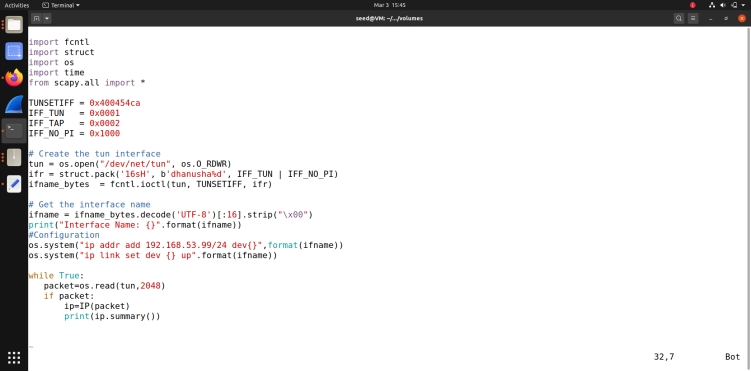 Activities Terminal Mar 3 15:45
seed@VM: ~/.../volumes
import fcntl
import struct
import os
import time
from scapy.all import *
TUNSETIFF = 0x400454ca
IFF_TUN   = 0x0001
IFF_TAP   = 0x0002
IFF_NO_PI = 0x1000
# Create the tun interface
tun = os.open("/dev/net/tun", os.O_RDWR)
ifr = struct.pack('16sH', b'dhanusha%d', IFF_TUN | IFF_NO_PI)
ifname_bytes  = fcntl.ioctl(tun, TUNSETIFF, ifr)
# Get the interface name
ifname = ifname_bytes.decode('UTF-8')[:16].strip("\x00")
print("Interface Name: {}".format(ifname))
#Configuration
os.system("ip addr add 192.168.53.99/24 dev{}",format(ifname))
os.system("ip link set dev {} up".format(ifname))
while True:
   packet=os.read(tun,2048)
   if packet:
       ip=IP(packet)
       print(ip.summary())
32,7 Bot